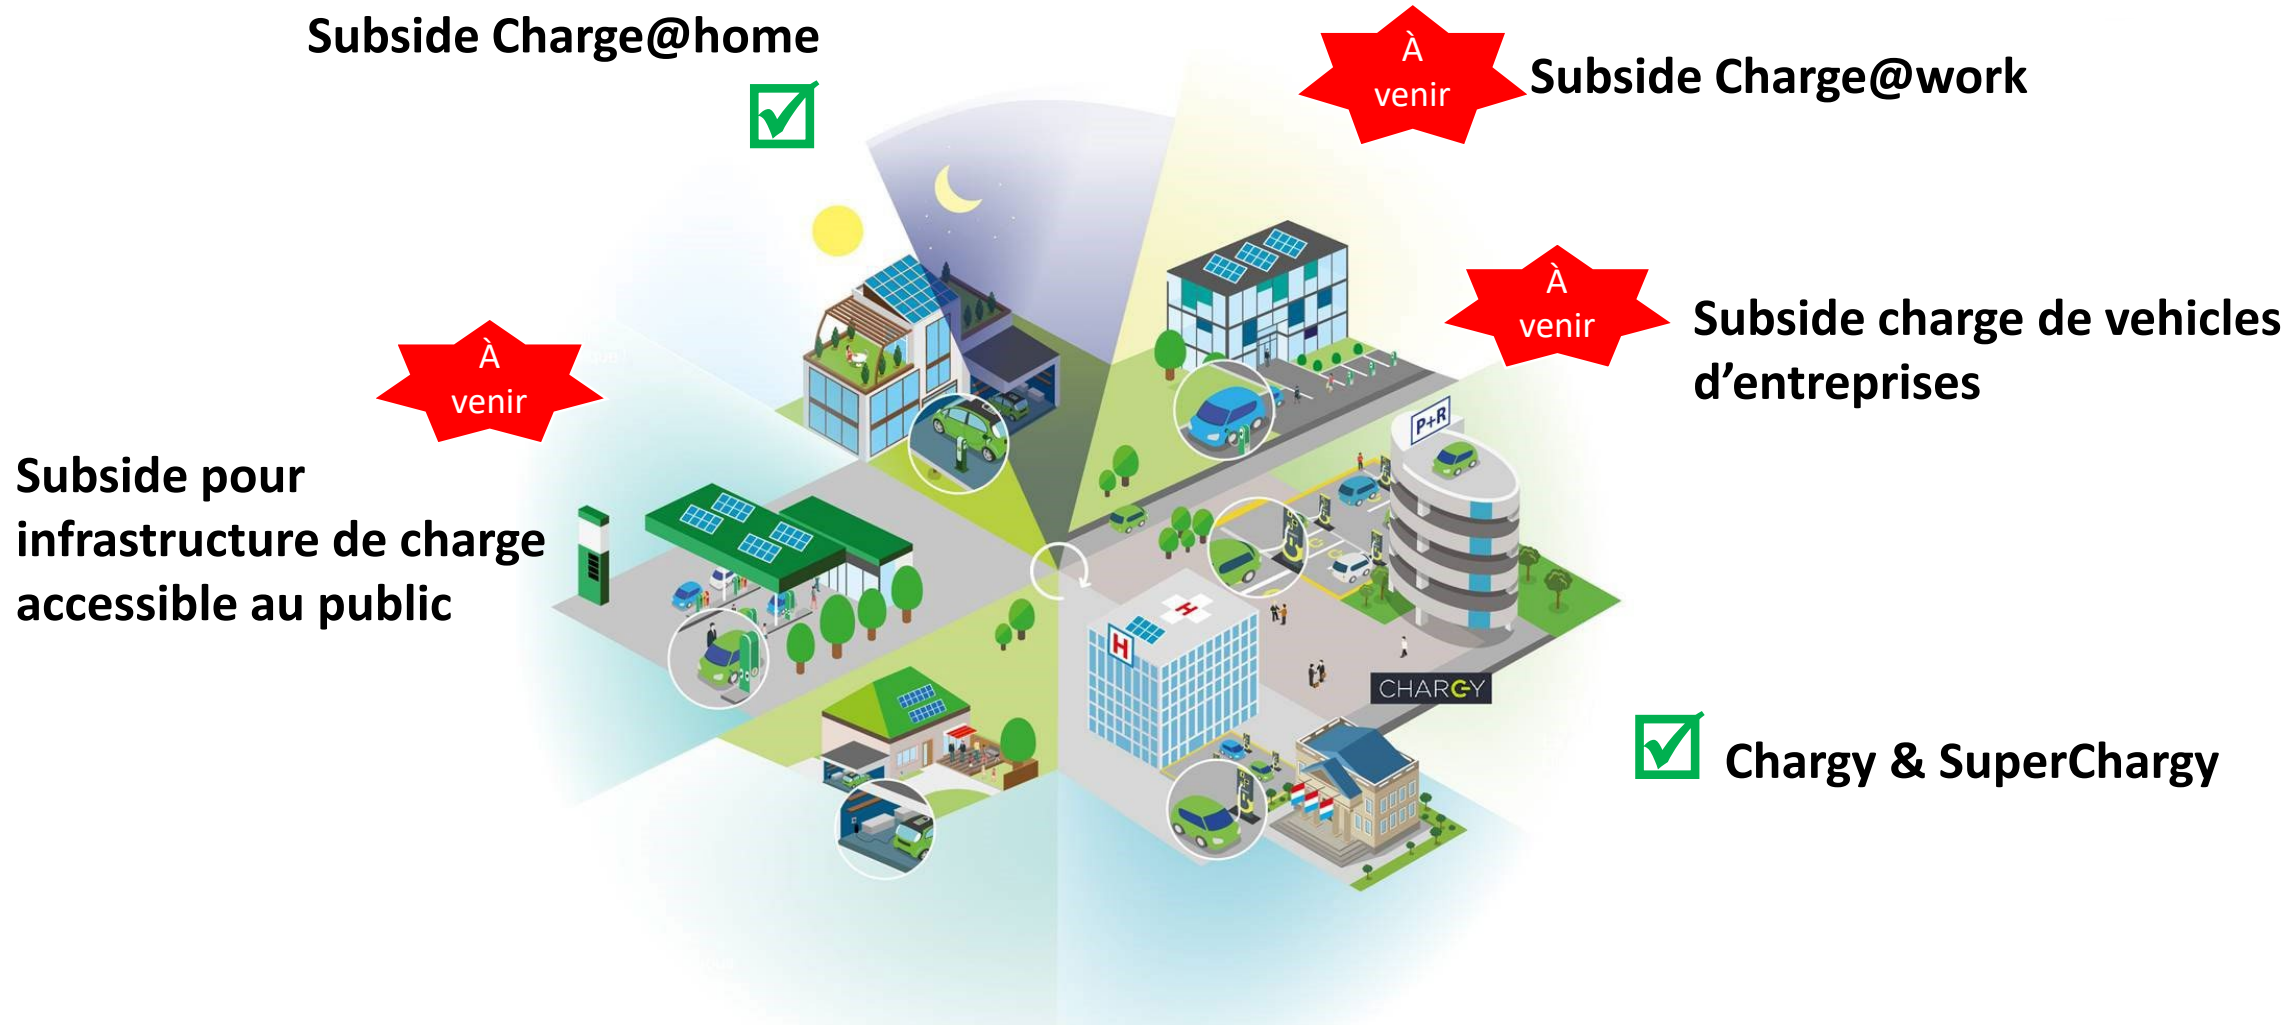 Subside Charge@home
À
venir
Subside Charge@work
À
venir
Subside charge de vehicles
d’entreprises
À
venir
Subside pour
infrastructure de charge
accessible au public
P+R
H
H
CHARGY
Chargy & SuperChargy